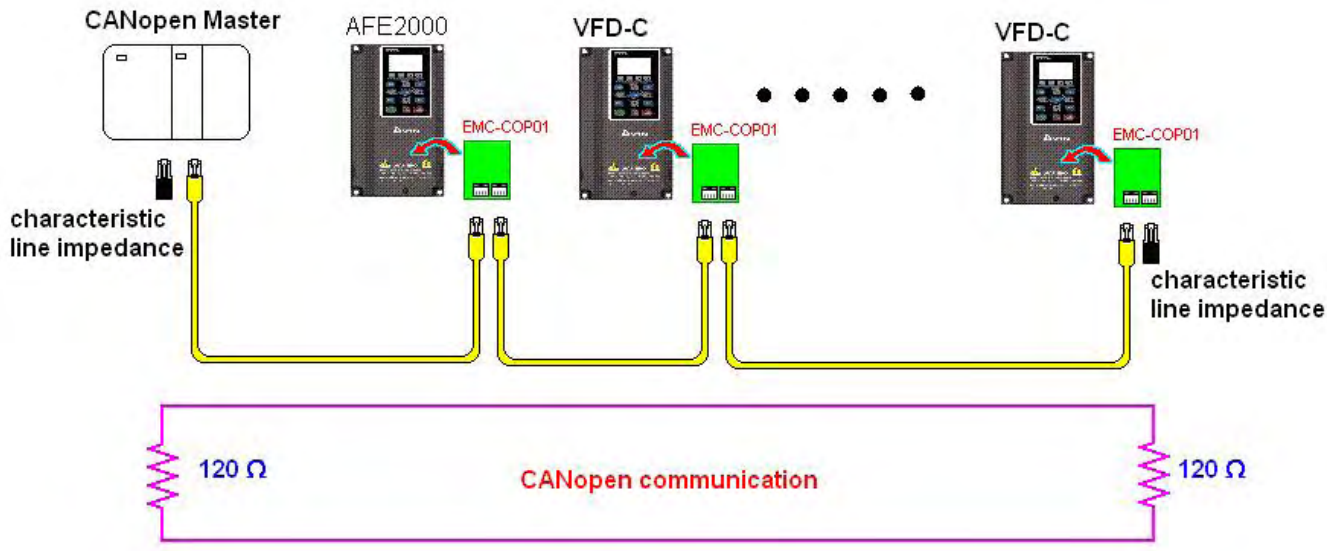 CANopen Master
AFE2000
VFD-C
VFD-C
EMC-COP01
EMC-COP01
EMC-COP01
characteristic
line impedance
characteristic
line impedance
120 Ω
CANopen communication
120 Ω